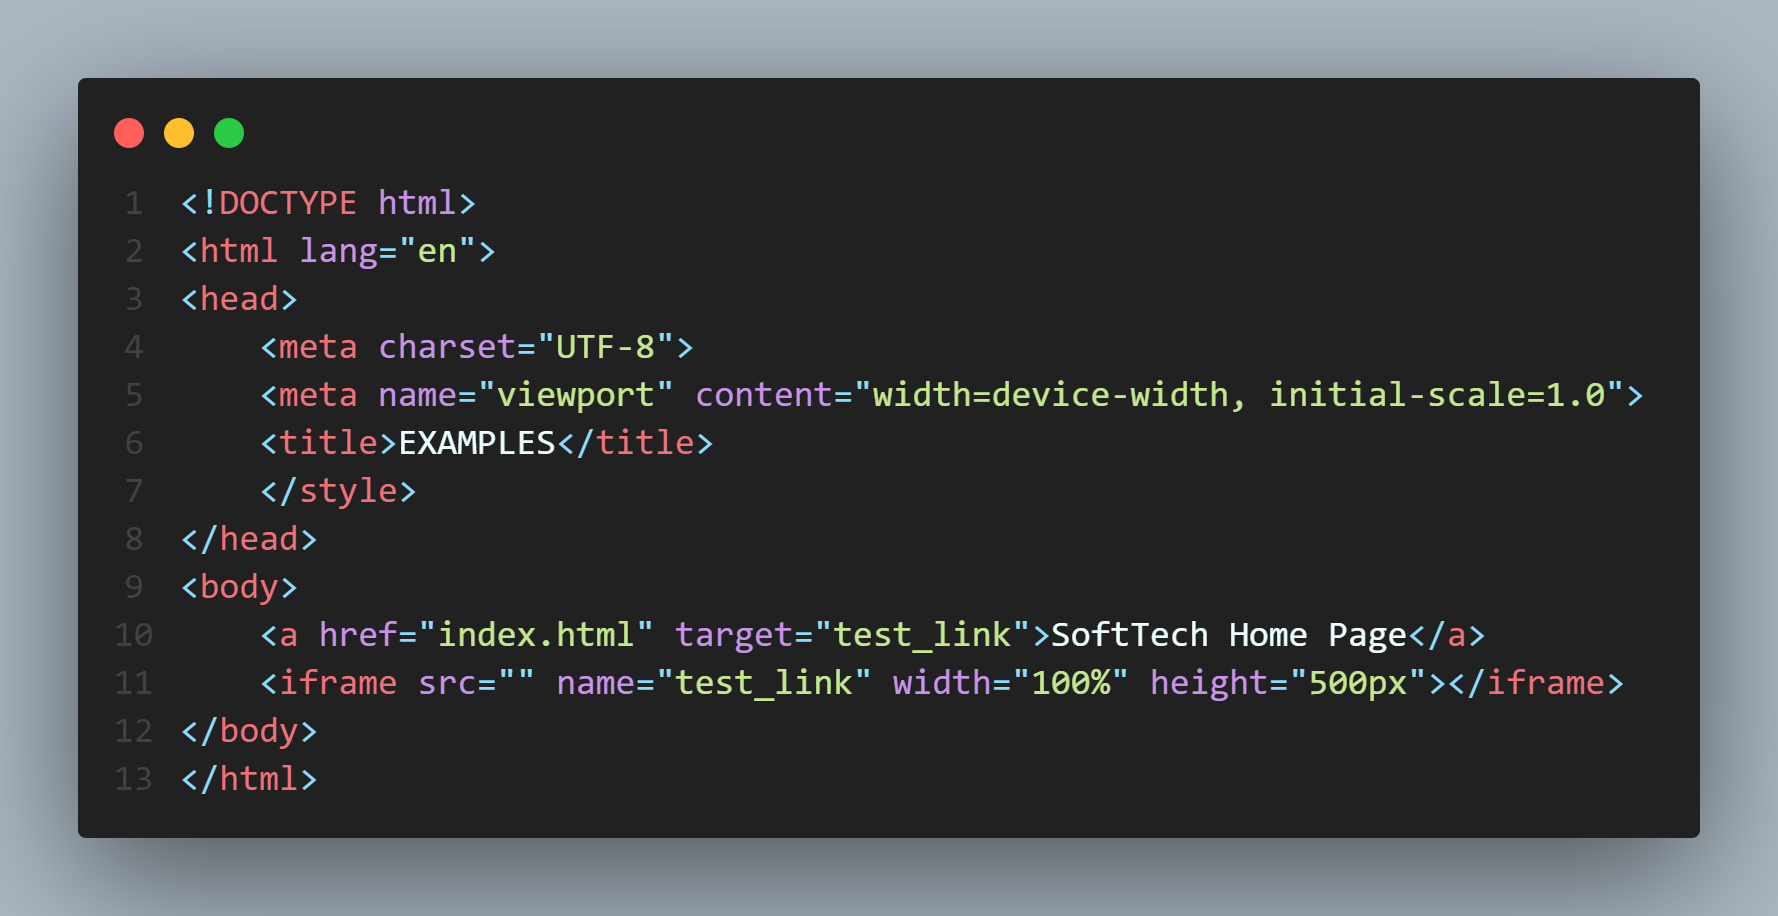 1 <!DOCTYPE html>
2 <html lang="en">
3 <head>
4     <meta charset="UTF-8">
5     <meta name="viewport" content="width=device-width, initial-scale=1.0">
6     <title>EXAMPLES</title>
7     </style>
8 </head>
9 <body>
10     <a href="index.html" target="test_link">SoftTech Home Page</a>
11     <iframe src="" name="test_link" width="100%" height="500px"></iframe>
12 </body>
13 </html>